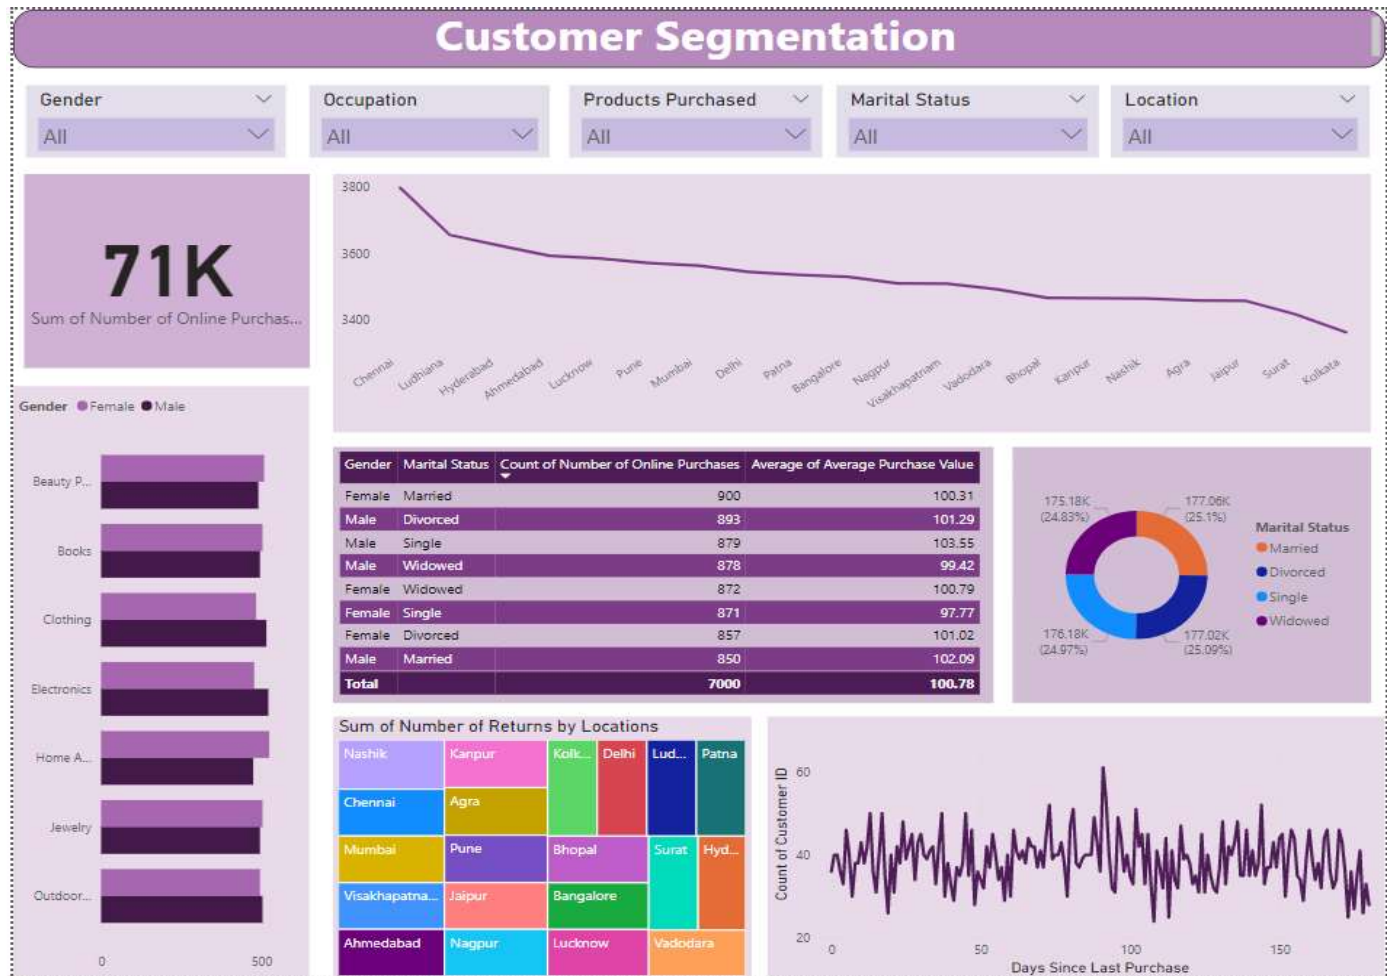 Customer Segmentation
Gender
Occupation
Products Purchased
Marital Status
Location
All
All
All
All
All
71K
Sum of Number of Online Purchas...
3800
3600
3400
Chennai
Ludhiana
Hyderabad
Ahmedabad
Lucknow
Pune
Mumbai
Delhi
Patna
Bangalore
Nagpur
Visakhapatnam
Vadodara
Bhopal
Kanpur
Nashik
Agra
Jaipur
Surat
Kolkata
Gender Female Male
Beauty P...
Books
Clothing
Electronics
Home A...
Jewelry
Outdoor...
0 500
Gender Marital Status Count of Number of Online Purchases Average of Average Purchase Value
Female Married 900 100.31
Male Divorced 893 101.29
Male Single 879 103.55
Male Widowed 878 99.42
Female Widowed 872 100.79
Female Single 871 97.77
Female Divorced 857 101.02
Male Married 850 102.09
Total 7000 100.78
175.18K
(24.83%)
177.06K
(25.1%)
176.18K
(24.97%)
177.02K
(25.09%)
Marital Status
Married
Divorced
Single
Widowed
Sum of Number of Returns by Locations
Nashik
Kanpur
Kolk...
Delhi
Lud...
Patna
Chennai
Agra
Mumbai
Pune
Bhopal
Surat
Hyd...
Visakhapatna...
Jaipur
Bangalore
Ahmedabad
Nagpur
Lucknow
Vadodara
Count of Customer ID
60
40
20
0 50 100 150
Days Since Last Purchase